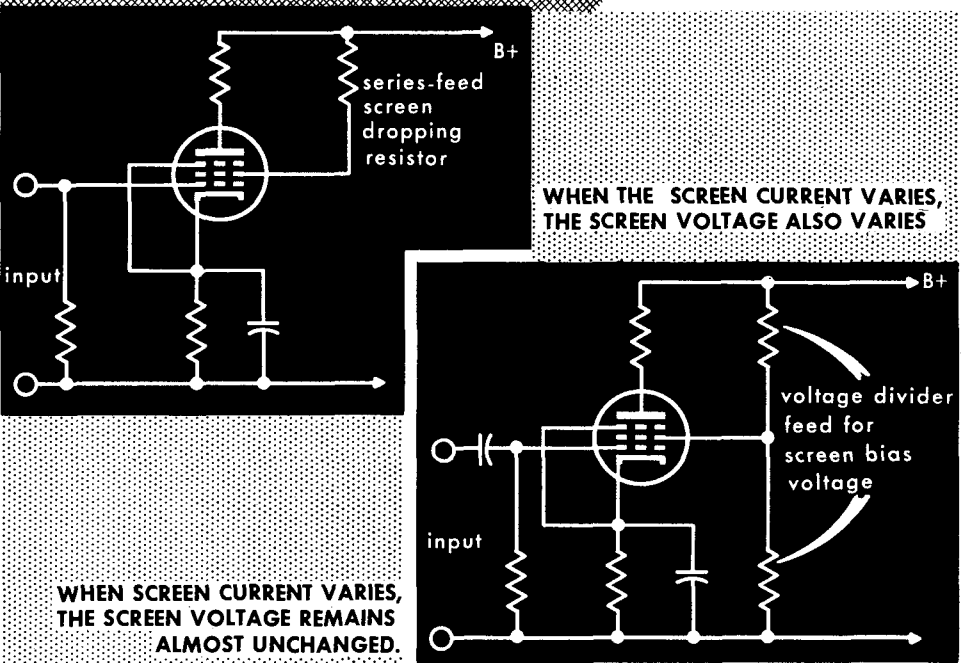 B+
series-feed
screen
dropping
resistor
input
WHEN THE SCREEN CURRENT VARIES,
THE SCREEN VOLTAGE ALSO VARIES
B+
voltage divider
feed for
screen bias
voltage
input
WHEN SCREEN CURRENT VARIES,
THE SCREEN VOLTAGE REMAINS
ALMOST UNCHANGED.